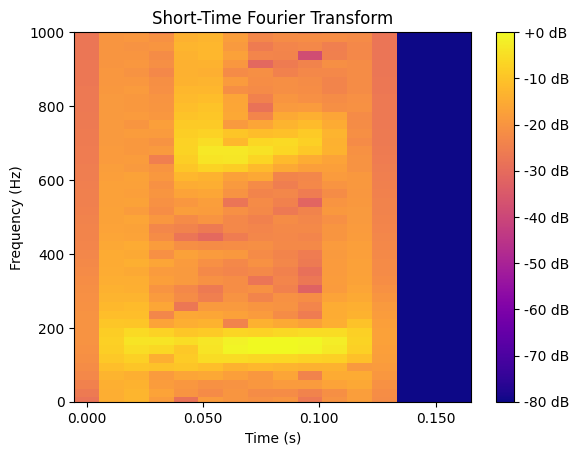 Short-Time Fourier Transform
Frequency (Hz)
1000
800
600
400
200
0
0.000
0.050
0.100
0.150
Time (s)
+0 dB
-10 dB
-20 dB
-30 dB
-40 dB
-50 dB
-60 dB
-70 dB
-80 dB